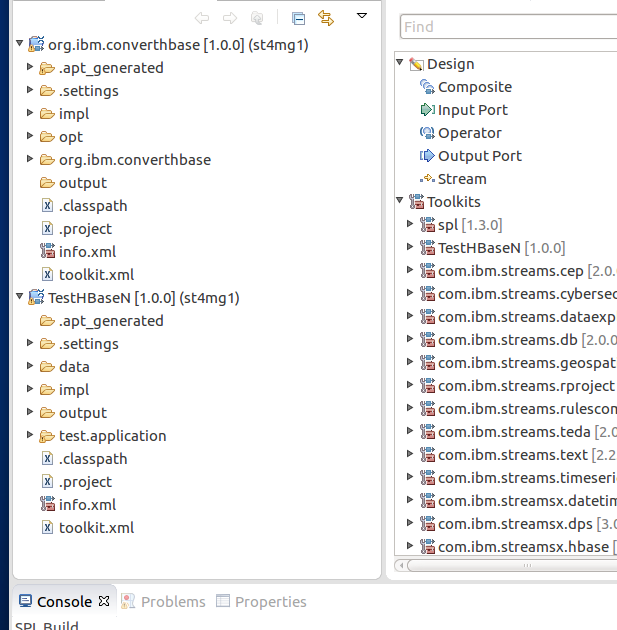 org.ibm.converthbase [1.0.0] (st4mg1)
.apt_generated
.settings
impl
opt
org.ibm.converthbase
output
.classpath
.project
info.xml
toolkit.xml
TestHBaseN [1.0.0] (st4mg1)
.apt_generated
.settings
data
impl
output
test.application
.classpath
.project
info.xml
toolkit.xml
Find
Design
Composite
Input Port
Operator
Output Port
Stream
Toolkits
spl [1.3.0]
TestHBaseN [1.0.0]
com.ibm.streams.cep [2.0.
com.ibm.streams.cybersec
com.ibm.streams.dataexp
com.ibm.streams.db [2.0.0
com.ibm.streams.geospat
com.ibm.streams.rproject
com.ibm.streams.rulescom
com.ibm.streams.teda [2.0
com.ibm.streams.text [2.2
com.ibm.streams.timeseri
com.ibm.streamsx.datetim
com.ibm.streamsx.dps [3.0
com.ibm.streamsx.hbase [
Console Problems Properties
SPL Build